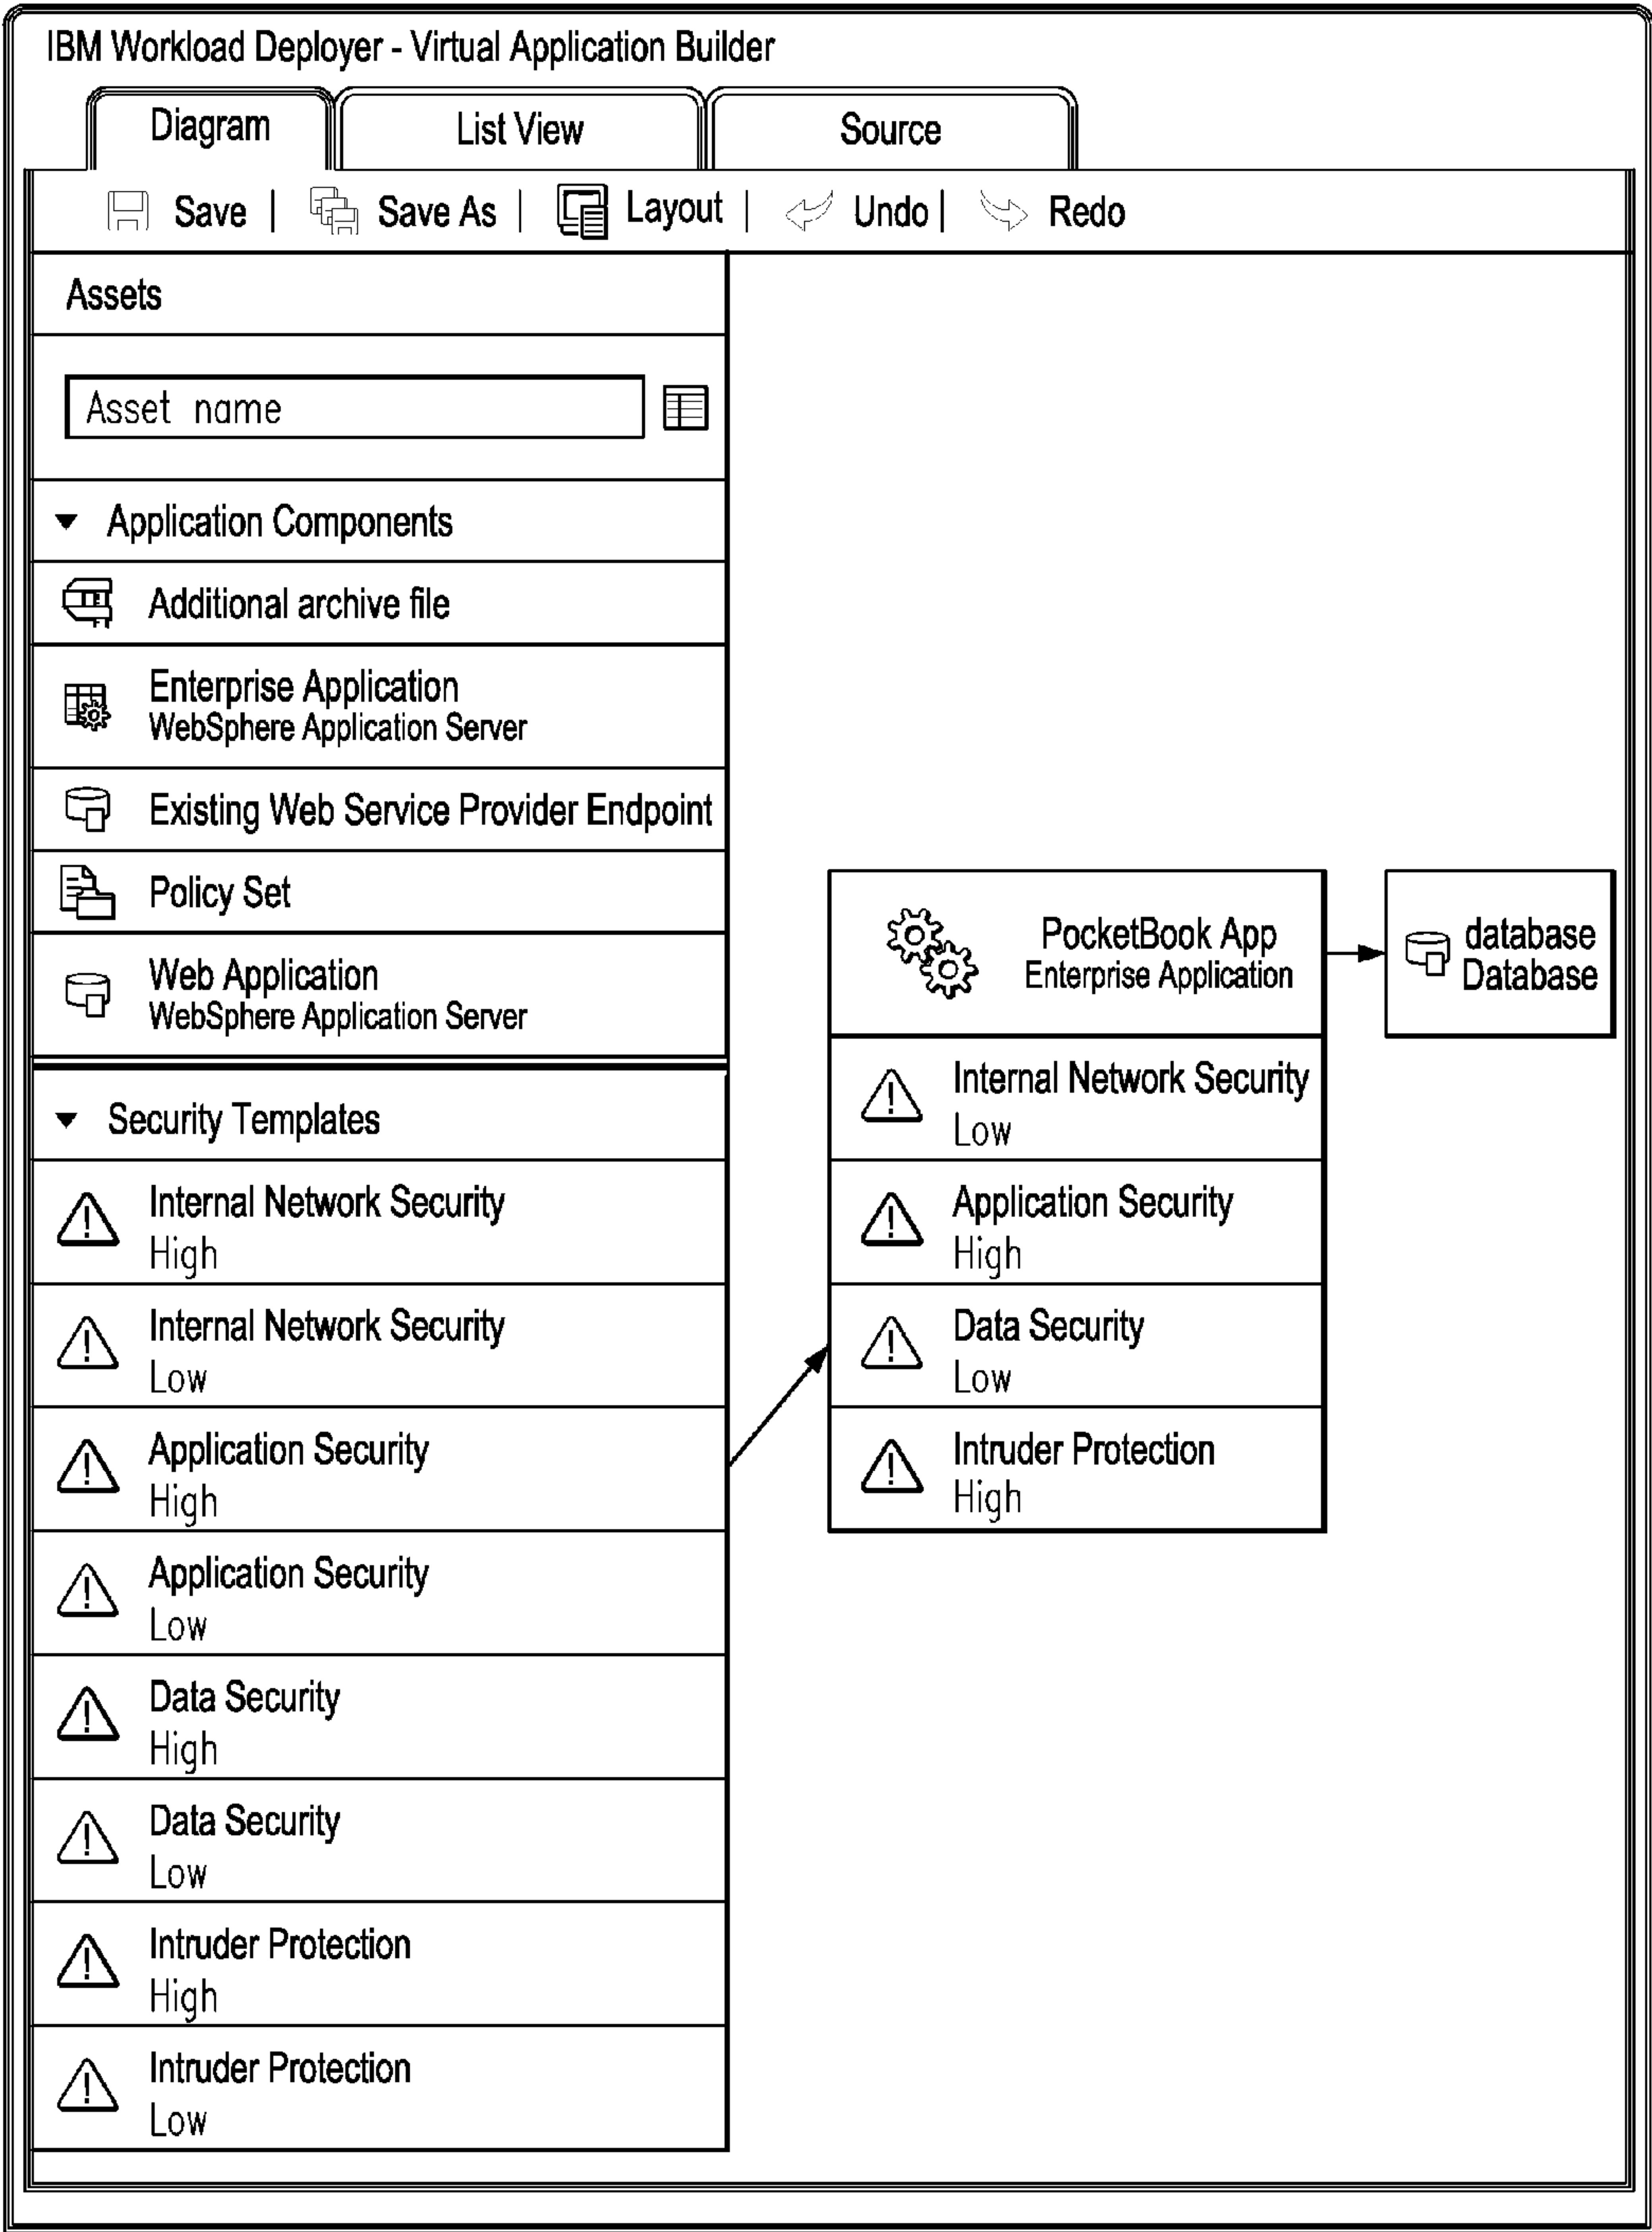 IBM Workload Deployer - Virtual Application Builder
Diagram
List View
Source
Save | Save As | Layout | Undo | Redo
Assets
Asset name
Application Components
Additional archive file
Enterprise Application
WebSphere Application Server
Existing Web Service Provider Endpoint
Policy Set
Web Application
WebSphere Application Server
Security Templates
Internal Network Security
High
Internal Network Security
Low
Application Security
High
Application Security
Low
Data Security
High
Data Security
Low
Intruder Protection
High
Intruder Protection
Low
PocketBook App
Enterprise Application
Internal Network Security
Low
Application Security
High
Data Security
Low
Intruder Protection
High
database
Database